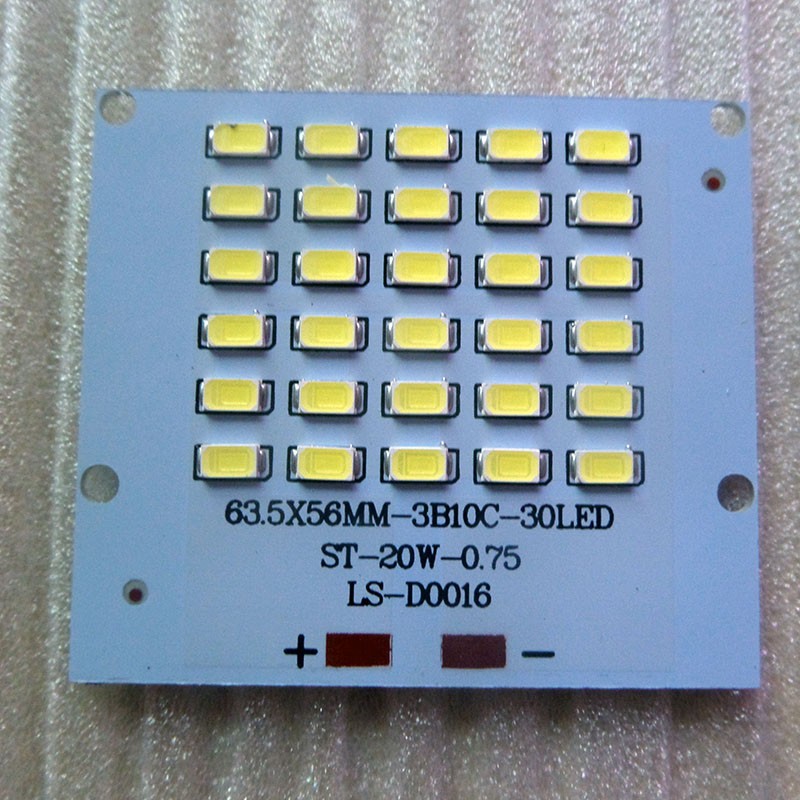 63.5X56MM-3B10C-30LED
ST-20W-0.75
LS-D0016
+ -